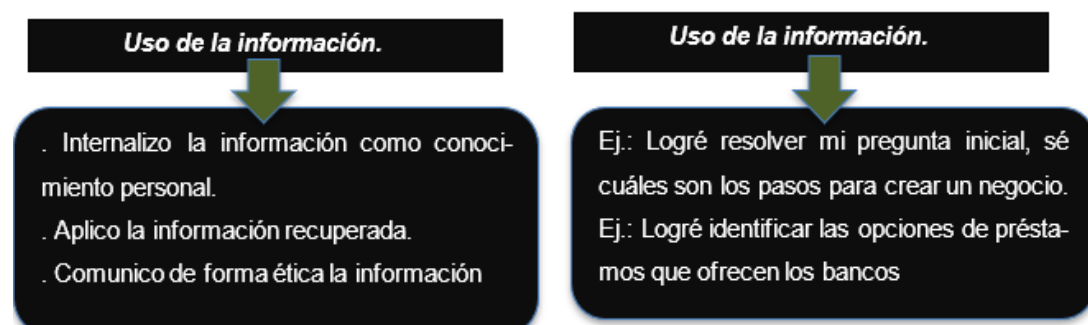 Uso de la información.
. Internalizo la información como conoci-
miento personal.
. Aplico la información recuperada.
. Comunico de forma ética la información
Uso de la información.
Ej.: Logré resolver mi pregunta inicial, sé
cuáles son los pasos para crear un negocio.
Ej.: Logré identificar las opciones de présta-
mos que ofrecen los bancos